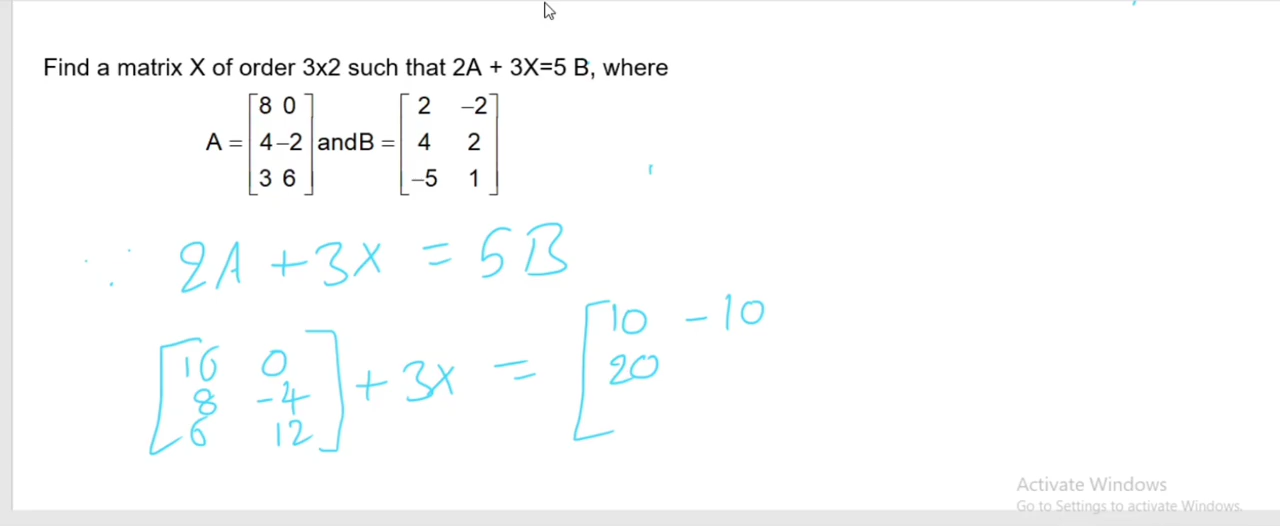 Find a matrix X of order 3x2 such that 2A + 3X=5 B, where
8 0 2 −2
A = 4−2 andB = 4 2
3 6 −5 1
∵ 2A + 3X = 5B
10 - 10
16 0 20
8 -4 + 3X =
6 12
Activate Windows
Go to Settings to activate Windows.